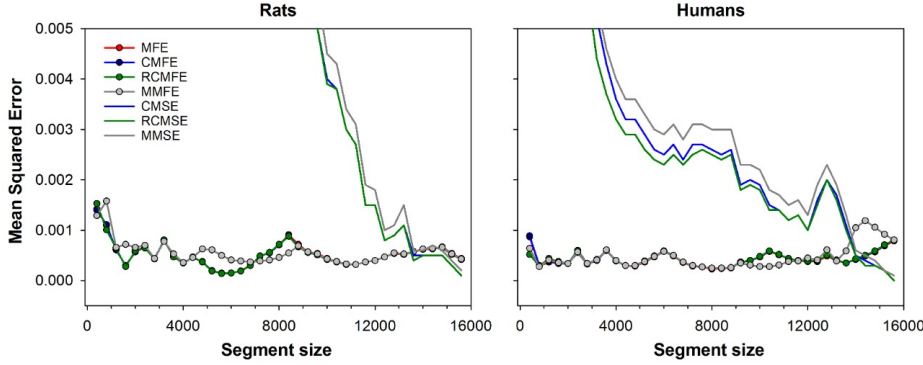 Rats
Humans
Mean Squared Error
0.005
0.004
0.003
0.002
0.001
0.000
MFE
CMFE
RCMFE
MMFE
CMSE
RCMSE
MMSE
0 4000 8000 12000 16000
0 4000 8000 12000 16000
Segment size
Segment size